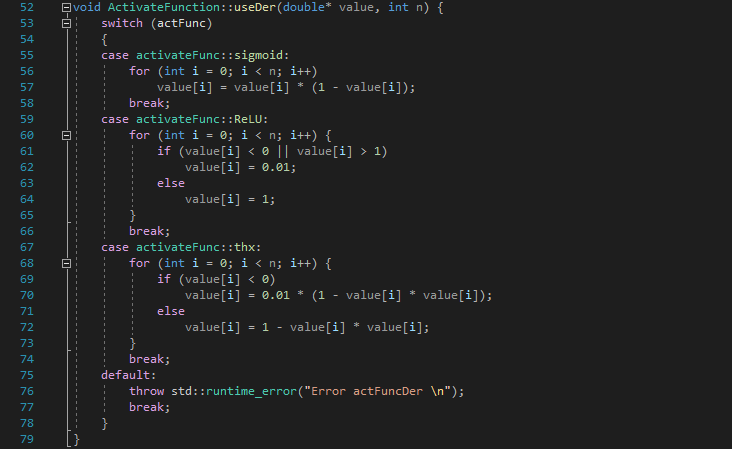 52 void ActivateFunction::useDer(double* value, int n) {
53     switch (actFunc)
54     {
55     case activateFunc::sigmoid:
56         for (int i = 0; i < n; i++)
57             value[i] = value[i] * (1 - value[i]);
58         break;
59     case activateFunc::ReLU:
60         for (int i = 0; i < n; i++) {
61             if (value[i] < 0 || value[i] > 1)
62                 value[i] = 0.01;
63             else
64                 value[i] = 1;
65         }
66         break;
67     case activateFunc::thx:
68         for (int i = 0; i < n; i++) {
69             if (value[i] < 0)
70                 value[i] = 0.01 * (1 - value[i] * value[i]);
71             else
72                 value[i] = 1 - value[i] * value[i];
73         }
74         break;
75     default:
76         throw std::runtime_error("Error actFuncDer \n");
77         break;
78     }
79 }